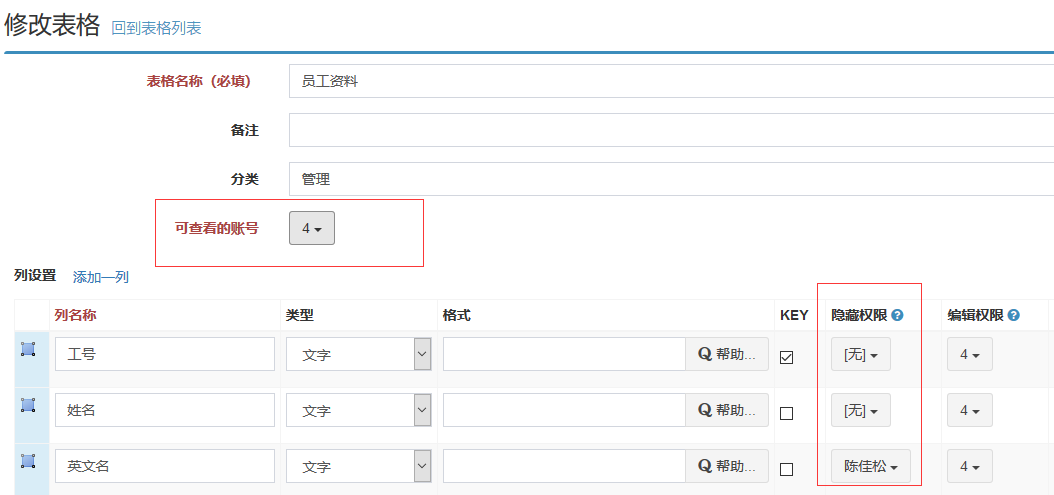 修改表格 回到表格列表
表格名称（必填） 员工资料
备注
分类 管理
可查看的账号 4
列设置 添加一列
列名称 类型 格式 KEY 隐藏权限 ? 编辑权限 ?
工号 文字 Q 帮助... [无] 4
姓名 文字 Q 帮助... [无] 4
英文名 文字 Q 帮助... 陈佳松 4